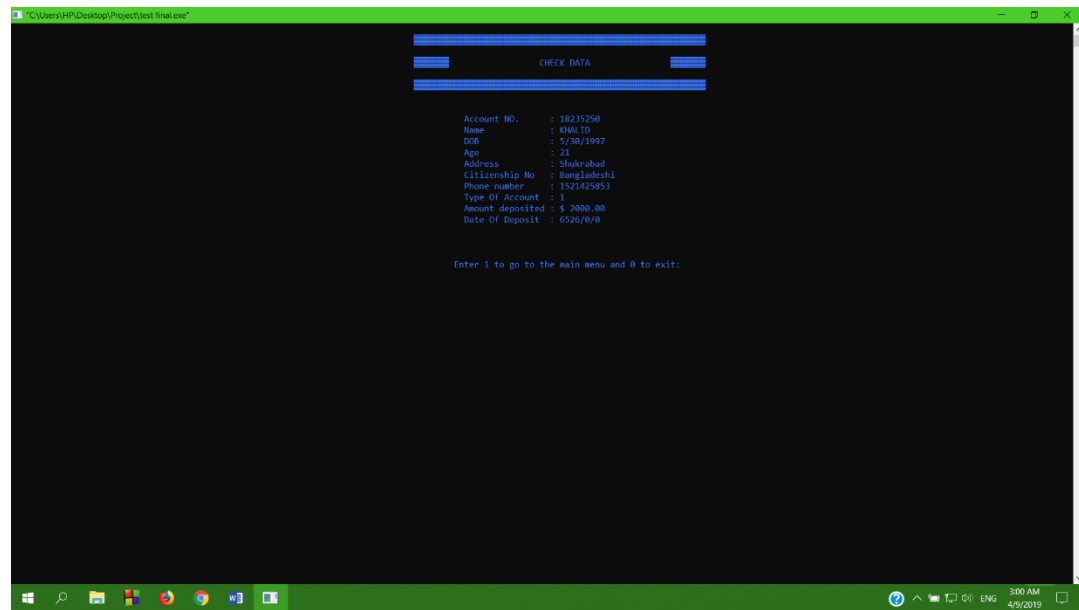 "C:\Users\HP\Desktop\Project\test final.exe"
CHECK DATA
Account NO. : 18235250
Name : KHALID
DOB : 5/30/1997
Age : 21
Address : Shukrabad
Citizenship No : Bangladeshi
Phone number : 1521425853
Type Of Account : 1
Amount deposited : $ 2000.00
Date Of Deposit : 6526/0/0
Enter 1 to go to the main menu and 0 to exit:
ENG
3:00 AM
4/9/2019